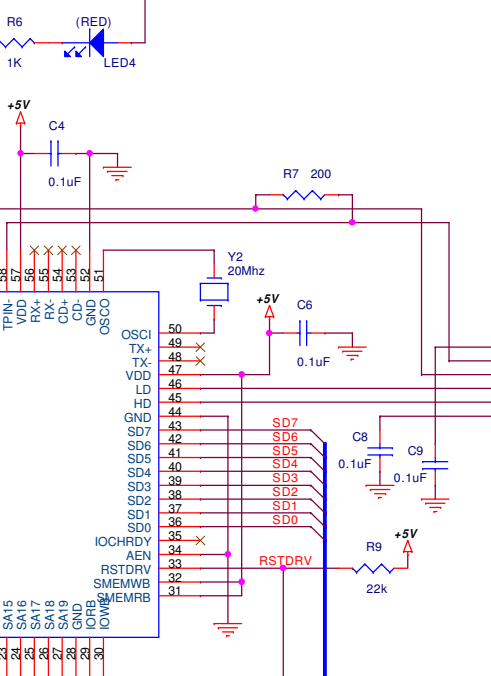 R6
(RED)
1K
LED4
+5V
C4
0.1uF
R7 200
58 57 56 55 54 53 52 51
TPIN- VDD RX+ RX- CD+ CD- GND OSCO
Y2
20Mhz
+5V
C6
0.1uF
OSCI 50
TX+ 49
TX- 48
VDD 47
LD 46
HD 45
GND 44
SD7 43 SD7
SD6 42 SD6
SD5 41 SD5
SD4 40 SD4
SD3 39 SD3
SD2 38 SD2
SD1 37 SD1
SD0 36 SD0
IOCHRDY 35
AEN 34
RSTDRV 33 RSTDRV
SMEMWB 32
SMEMRB 31
C8
0.1uF
C9
0.1uF
+5V
R9
22k
SA15 SA16 SA17 SA18 SA19 GND IORB IOWB
23 24 25 26 27 28 29 30